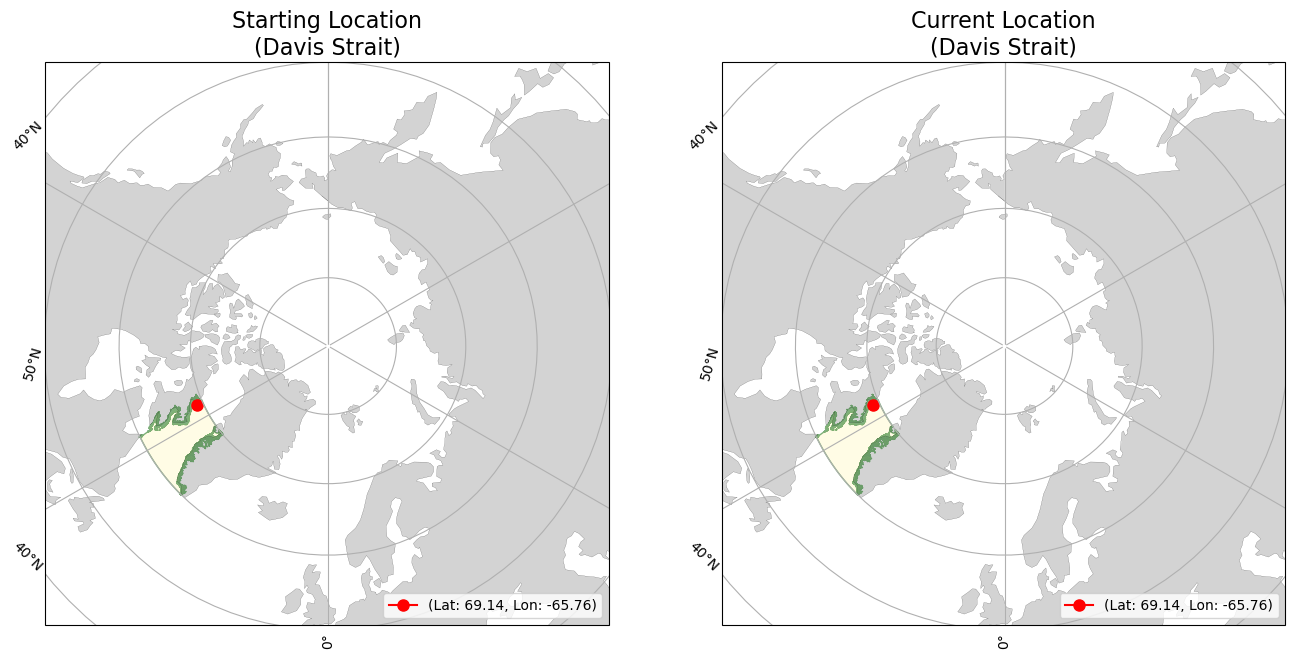 Starting Location
(Davis Strait)
40°N
50°N
40°N
0°
(Lat: 69.14, Lon: -65.76)
Current Location
(Davis Strait)
40°N
50°N
40°N
0°
(Lat: 69.14, Lon: -65.76)